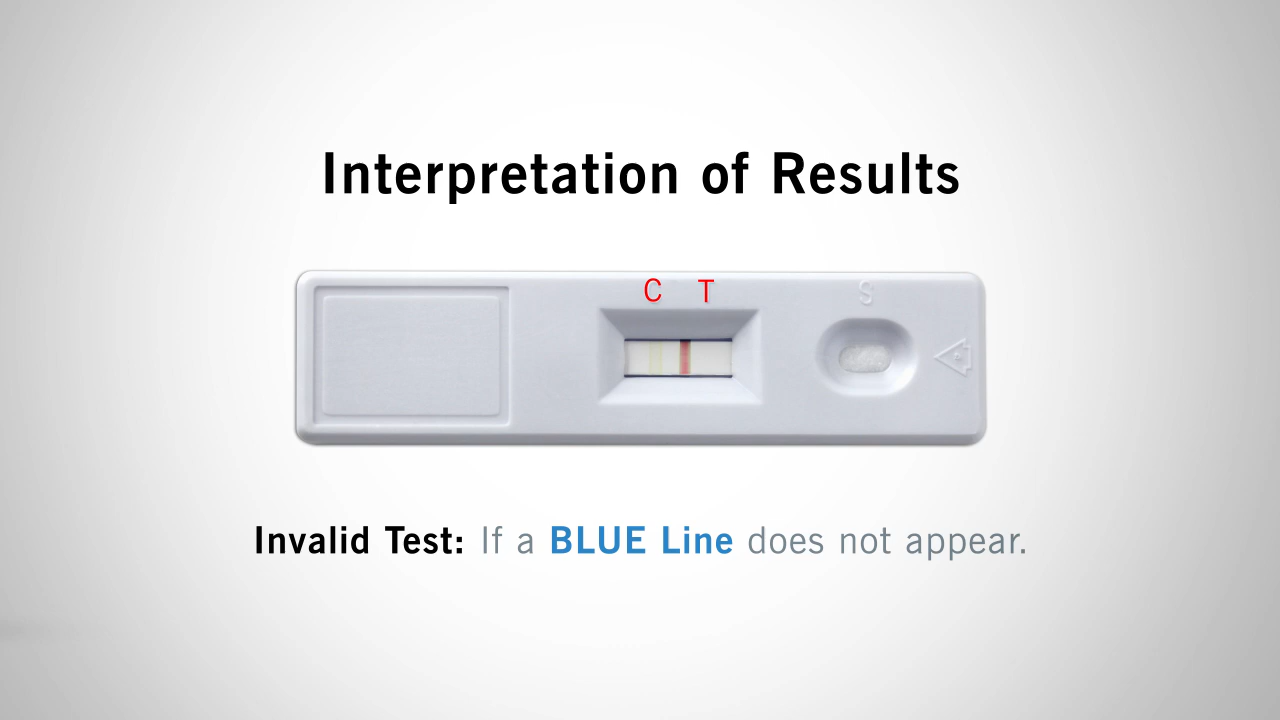 Interpretation of Results
C T
S
Invalid Test: If a BLUE Line does not appear.